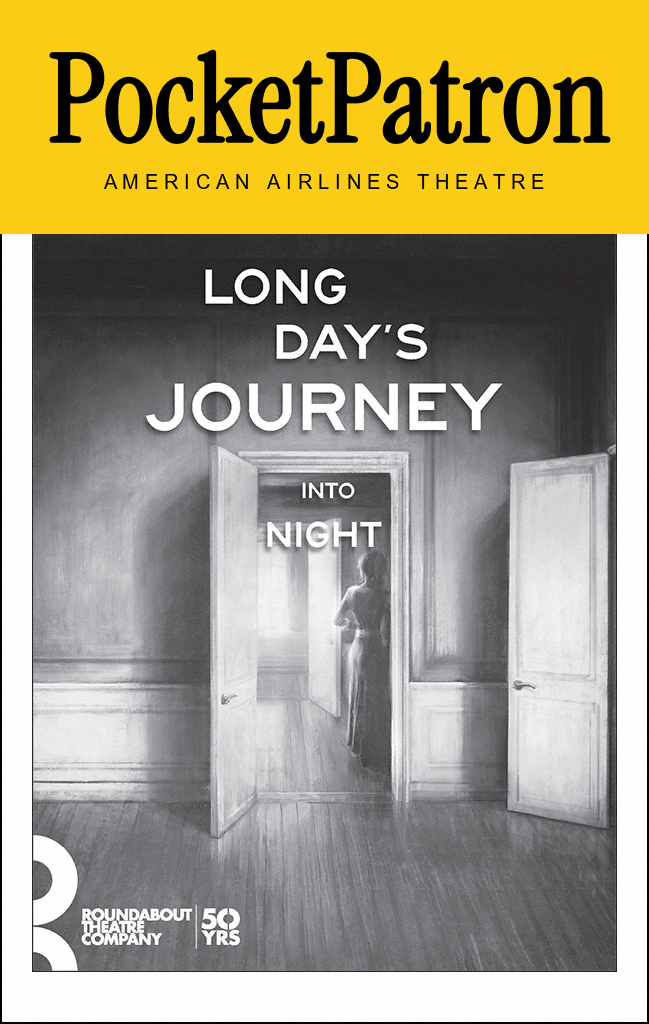 PocketPatron
AMERICAN AIRLINES THEATRE
LONG
DAY'S
JOURNEY
INTO
NIGHT
ROUNDABOUT
THEATRE
COMPANY
50
YRS